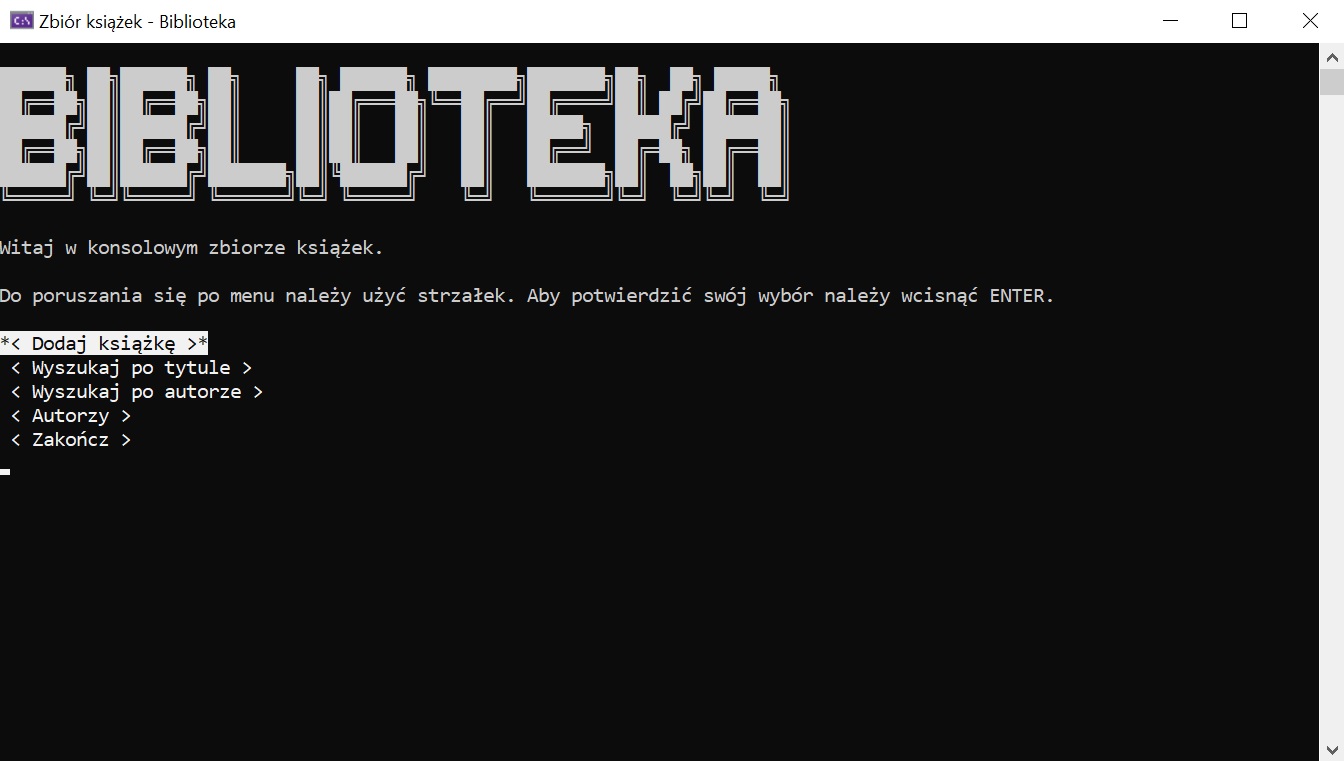 Zbiór książek - Biblioteka
BIBLIOTEKA
Witaj w konsolowym zbiorze książek.
Do poruszania się po menu należy użyć strzałek. Aby potwierdzić swój wybór należy wcisnąć ENTER.
*< Dodaj książkę >*
< Wyszukaj po tytule >
< Wyszukaj po autorze >
< Autorzy >
< Zakończ >